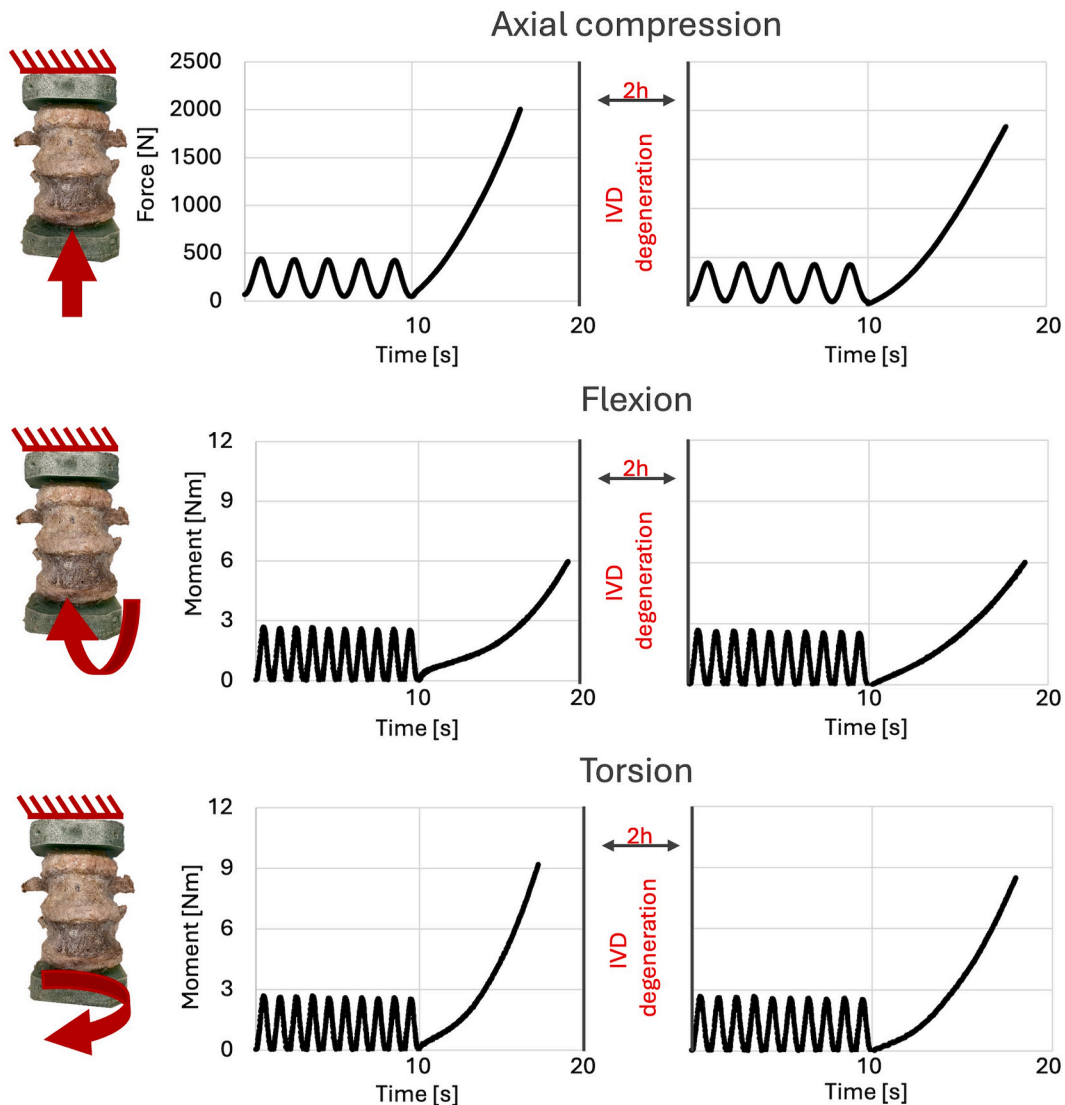 Axial compression
Force [N]
2500
2000
1500
1000
500
0
10
20
Time [s]
2h
IVD
degeneration
10
20
Time [s]
Flexion
Moment [Nm]
12
9
6
3
0
10
20
Time [s]
2h
IVD
degeneration
10
20
Time [s]
Torsion
Moment [Nm]
12
9
6
3
0
10
20
Time [s]
2h
IVD
degeneration
10
20
Time [s]